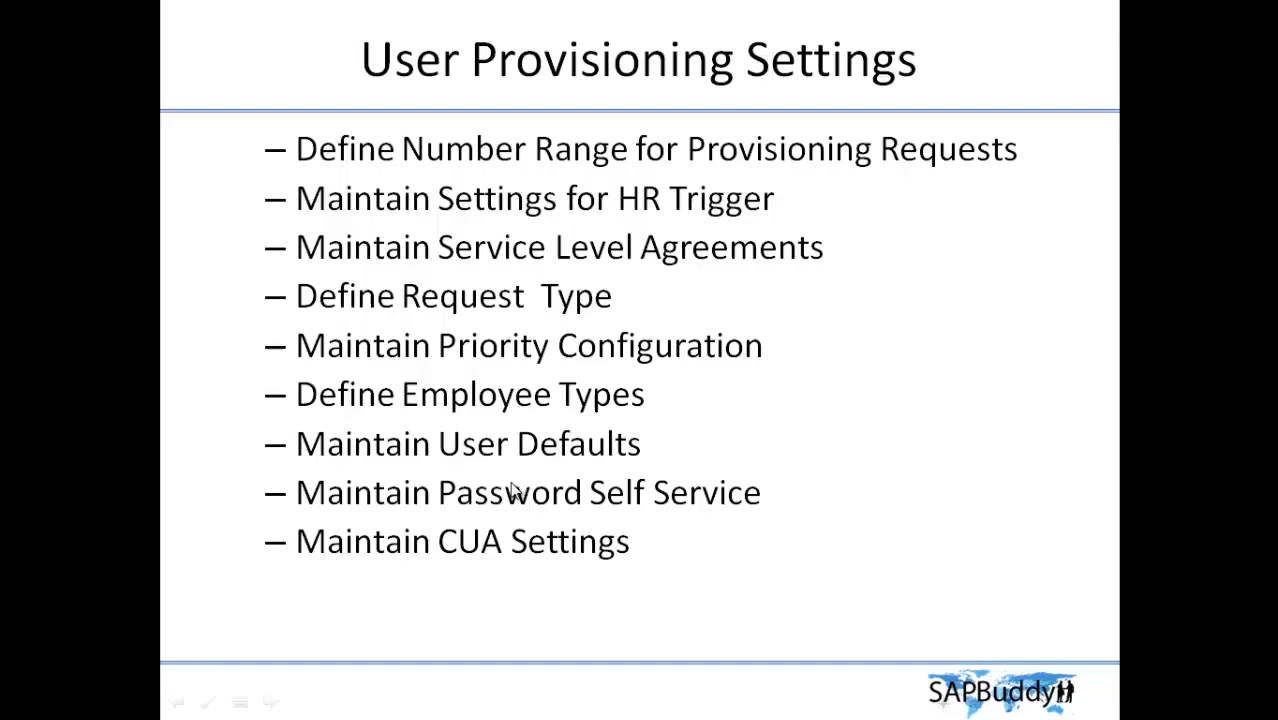 User Provisioning Settings
– Define Number Range for Provisioning Requests
– Maintain Settings for HR Trigger
– Maintain Service Level Agreements
– Define Request Type
– Maintain Priority Configuration
– Define Employee Types
– Maintain User Defaults
– Maintain Password Self Service
– Maintain CUA Settings
SAPBuddy